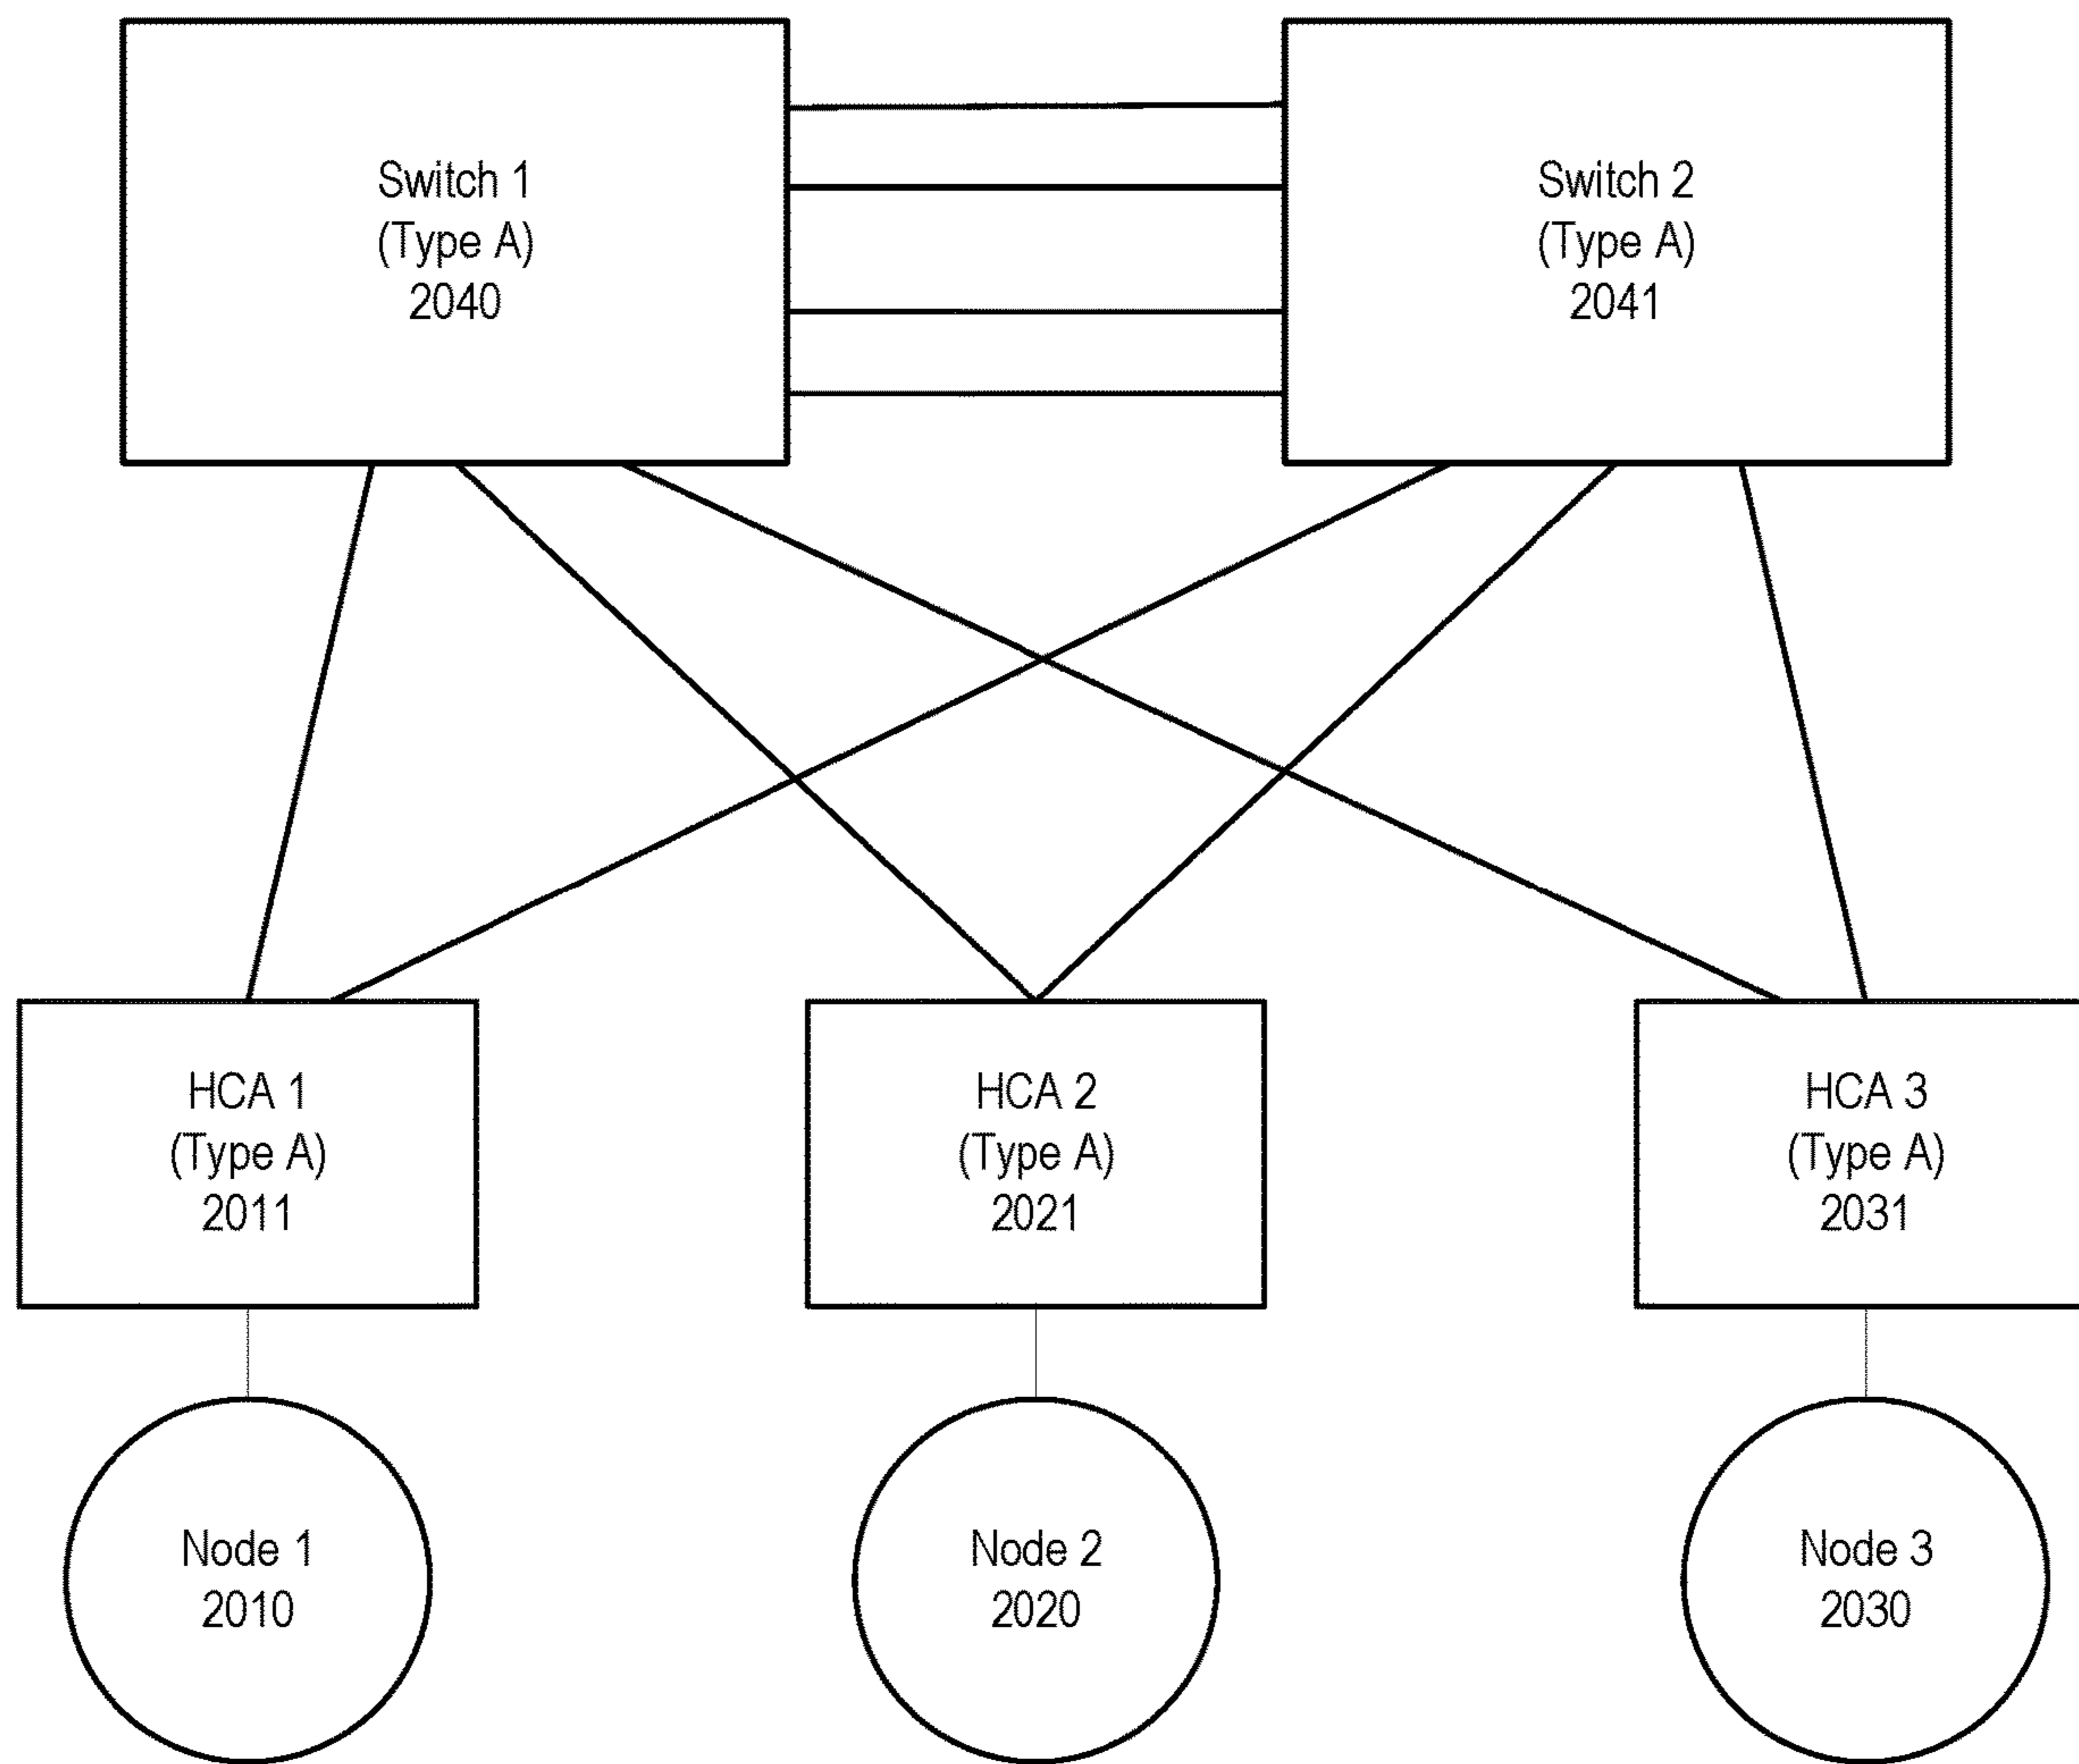 Switch 1
(Type A)
2040
Switch 2
(Type A)
2041
HCA 1
(Type A)
2011
HCA 2
(Type A)
2021
HCA 3
(Type A)
2031
Node 1
2010
Node 2
2020
Node 3
2030